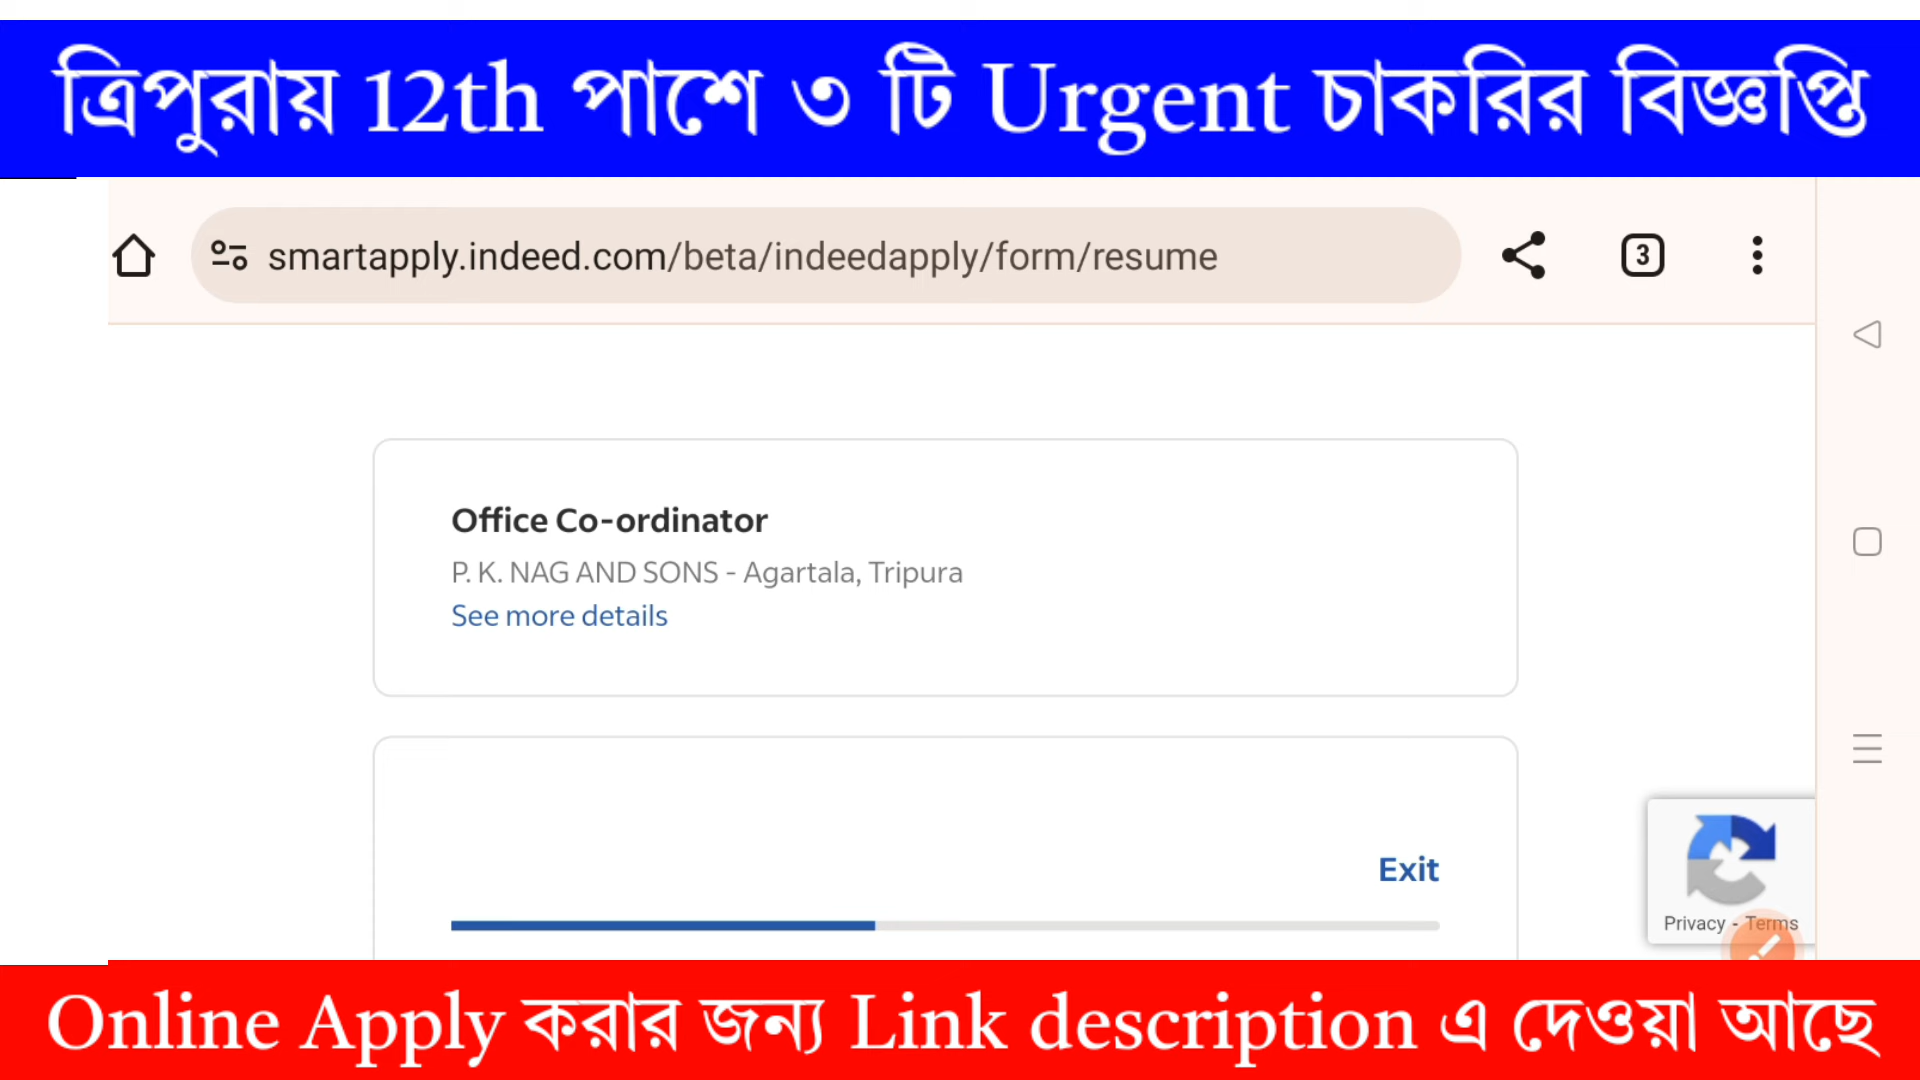 ত্রিপুরায় 12th পাশে ৩ টি Urgent চাকরির বিজ্ঞপ্তি
smartapply.indeed.com/beta/indeedapply/form/resume
3
Office Co-ordinator
P. K. NAG AND SONS - Agartala, Tripura
See more details
Exit
Privacy - Terms
Online Apply করার জন্য Link description এ দেওয়া আছে